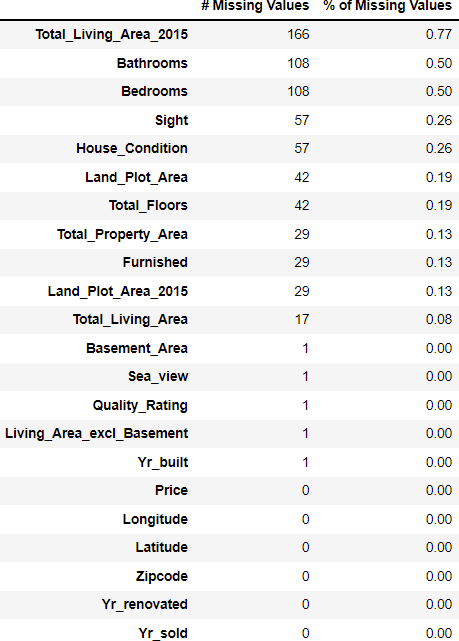 # Missing Values % of Missing Values
Total_Living_Area_2015 166 0.77
Bathrooms 108 0.50
Bedrooms 108 0.50
Sight 57 0.26
House_Condition 57 0.26
Land_Plot_Area 42 0.19
Total_Floors 42 0.19
Total_Property_Area 29 0.13
Furnished 29 0.13
Land_Plot_Area_2015 29 0.13
Total_Living_Area 17 0.08
Basement_Area 1 0.00
Sea_view 1 0.00
Quality_Rating 1 0.00
Living_Area_excl_Basement 1 0.00
Yr_built 1 0.00
Price 0 0.00
Longitude 0 0.00
Latitude 0 0.00
Zipcode 0 0.00
Yr_renovated 0 0.00
Yr_sold 0 0.00